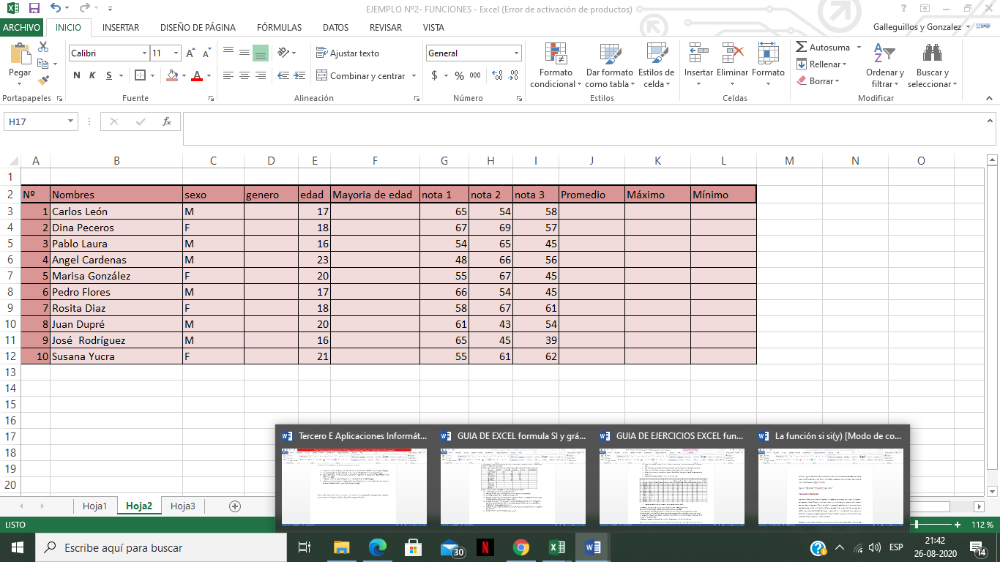 EJEMPLO Nº2- FUNCIONES - Excel (Error de activación de productos)
ARCHIVO INICIO INSERTAR DISEÑO DE PÁGINA FÓRMULAS DATOS REVISAR VISTA Galleguillos y Gonzalez
Pegar
Calibri 11
N K S
Ajustar texto
Combinar y centrar
General
$ % 000
Formato condicional
Dar formato como tabla
Estilos de celda
Insertar Eliminar Formato
Autosuma
Rellenar
Borrar
Ordenar y filtrar
Buscar y seleccionar
Portapapeles Fuente Alineación Número Estilos Celdas Modificar
H17 fx
A B C D E F G H I J K L M N O
1
2 Nº Nombres sexo genero edad Mayoria de edad nota 1 nota 2 nota 3 Promedio Máximo Mínimo
3 1 Carlos León M 17 65 54 58
4 2 Dina Peceros F 18 67 69 57
5 3 Pablo Laura M 16 54 65 45
6 4 Angel Cardenas M 23 48 66 56
7 5 Marisa González F 20 55 67 45
8 6 Pedro Flores M 17 66 54 45
9 7 Rosita Diaz F 18 58 67 61
10 8 Juan Dupré M 20 61 43 54
11 9 José Rodríguez M 16 65 45 39
12 10 Susana Yucra F 21 55 61 62
13
14
15
16
17
18
19
20
Tercero E Aplicaciones Informát... GUIA DE EXCEL formula SI y grá... GUIA DE EJERCICIOS EXCEL fun... La función si si(y) [Modo de co...
Hoja1 Hoja2 Hoja3
LISTO 112 %
Escribe aquí para buscar 30 ESP 21:42
26-08-2020 14